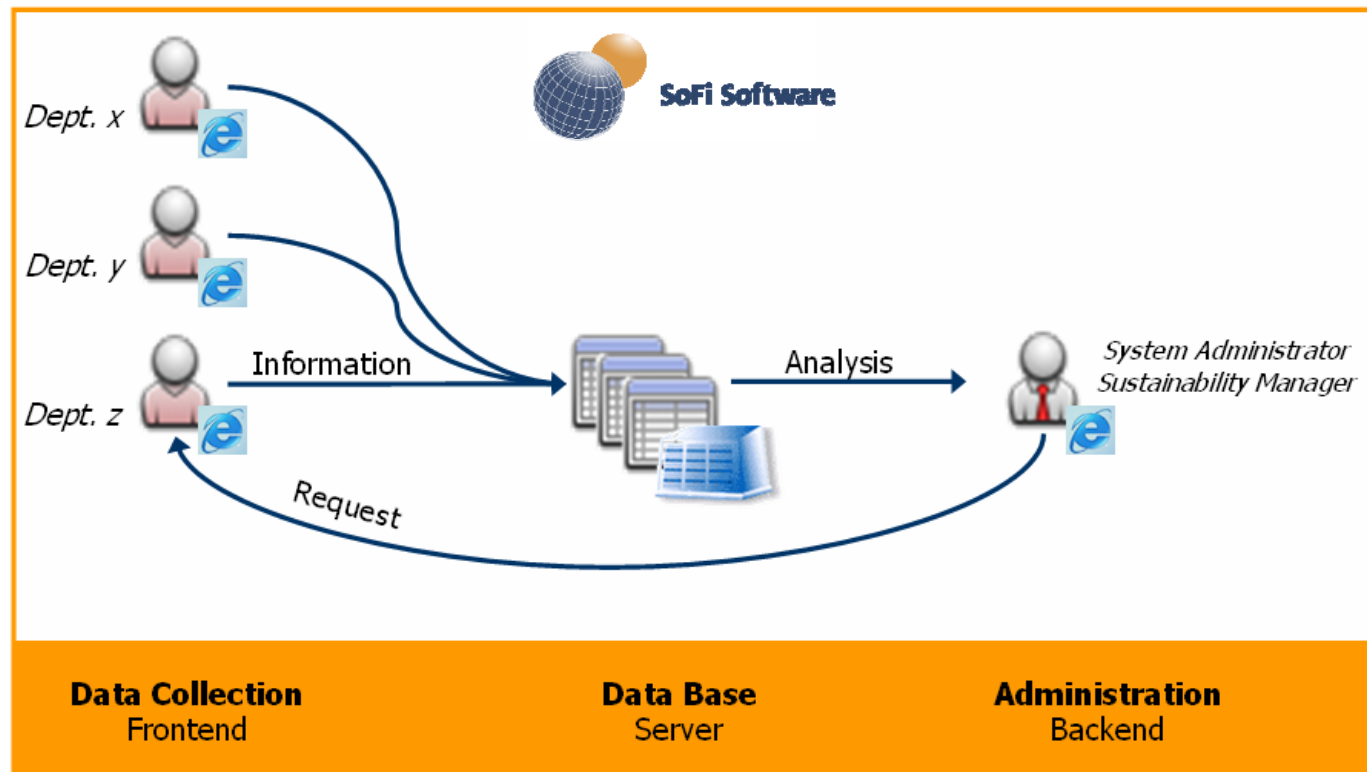 SoFi Software
Dept. x
Dept. y
Dept. z
Information
Analysis
System Administrator
Sustainability Manager
Request
Data Collection
Frontend
Data Base
Server
Administration
Backend